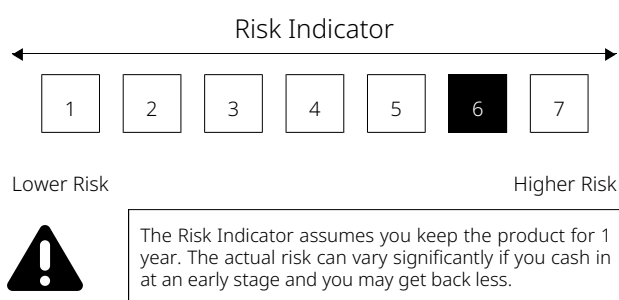 Risk Indicator
1 2 3 4 5 6 7
Lower Risk Higher Risk
The Risk Indicator assumes you keep the product for 1
year. The actual risk can vary significantly if you cash in
at an early stage and you may get back less.